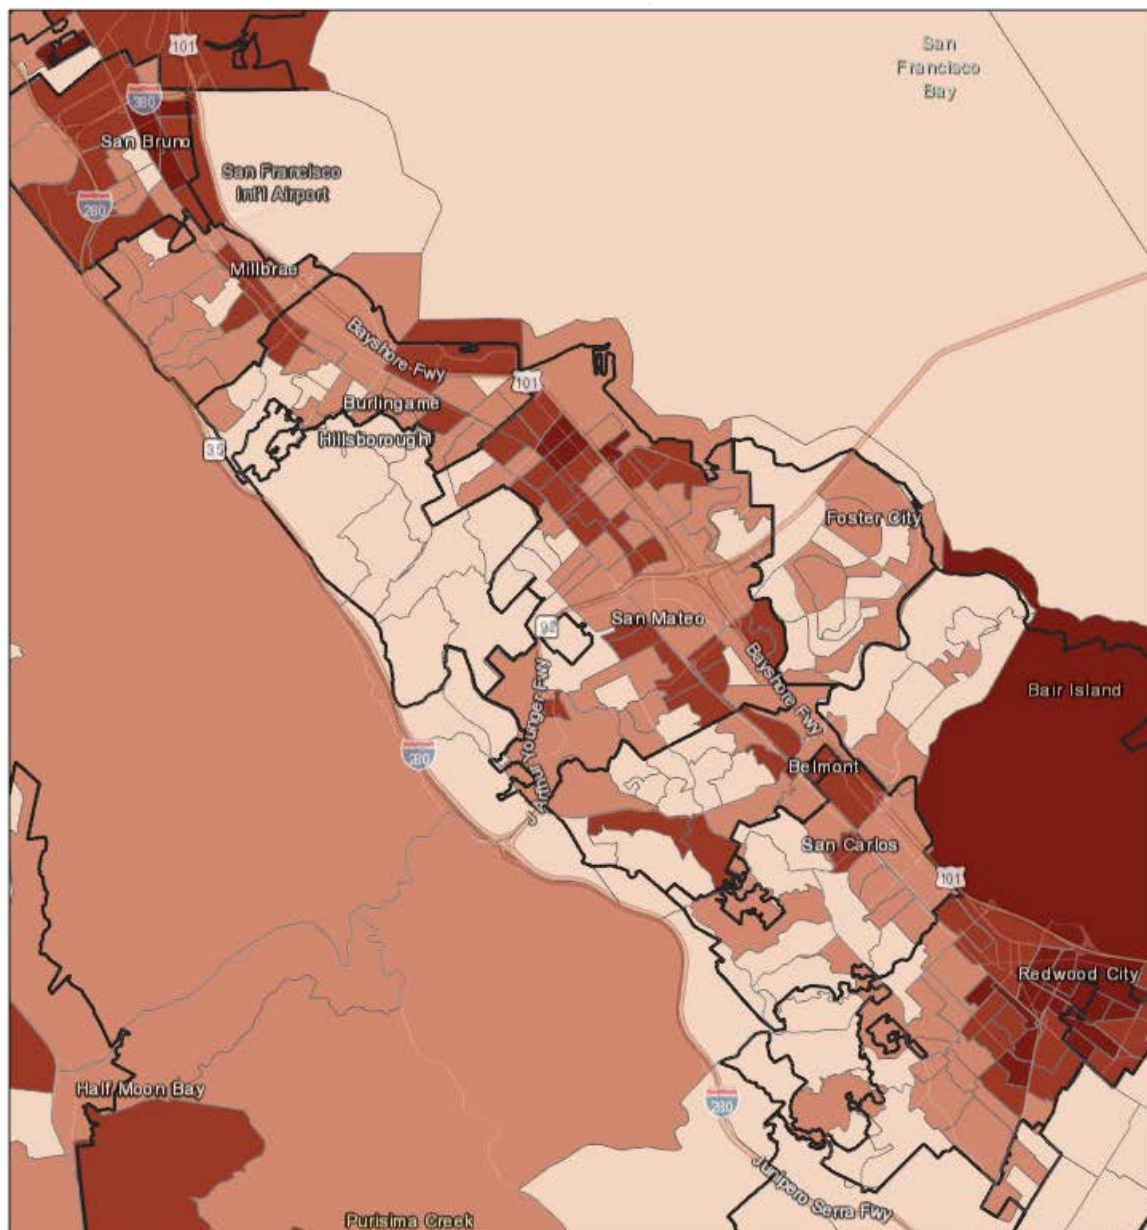 101
San
Francisco
Bay
380
San Bruno
San Francisco
Int'l Airport
280
Millbrae
Bayshore Fwy
101
Burlingame
Hillsborough
35
Foster City
San Mateo
92
Bayshore Fwy
Bair Island
J. Arthur Younger Fwy
280
Belmont
San Carlos
101
Redwood City
Half Moon Bay
280
Junipero Serra Fwy
Purisima Creek